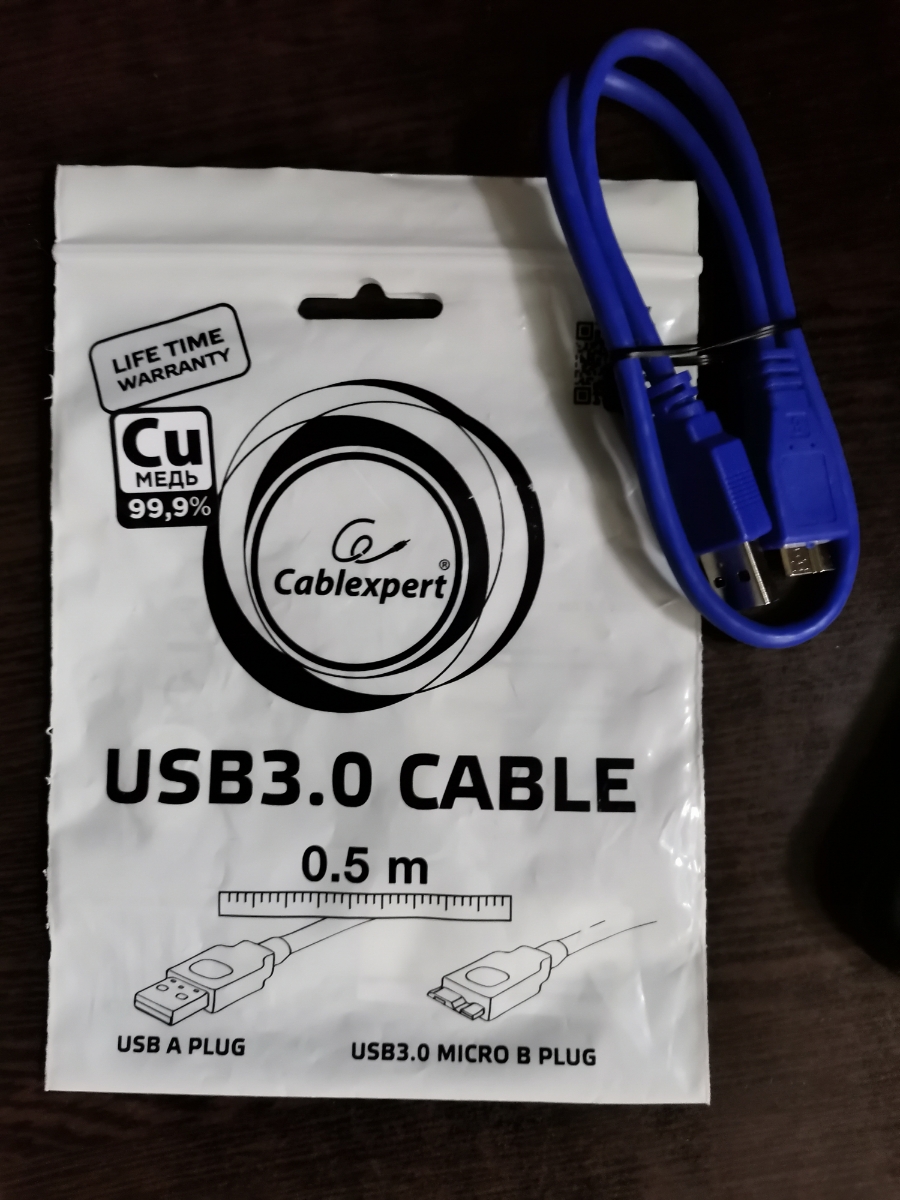 LIFE TIME
WARRANTY
Cu
МЕДЬ
99,9%
Cablexpert®
USB3.0 CABLE
0.5 m
USB A PLUG
USB3.0 MICRO B PLUG